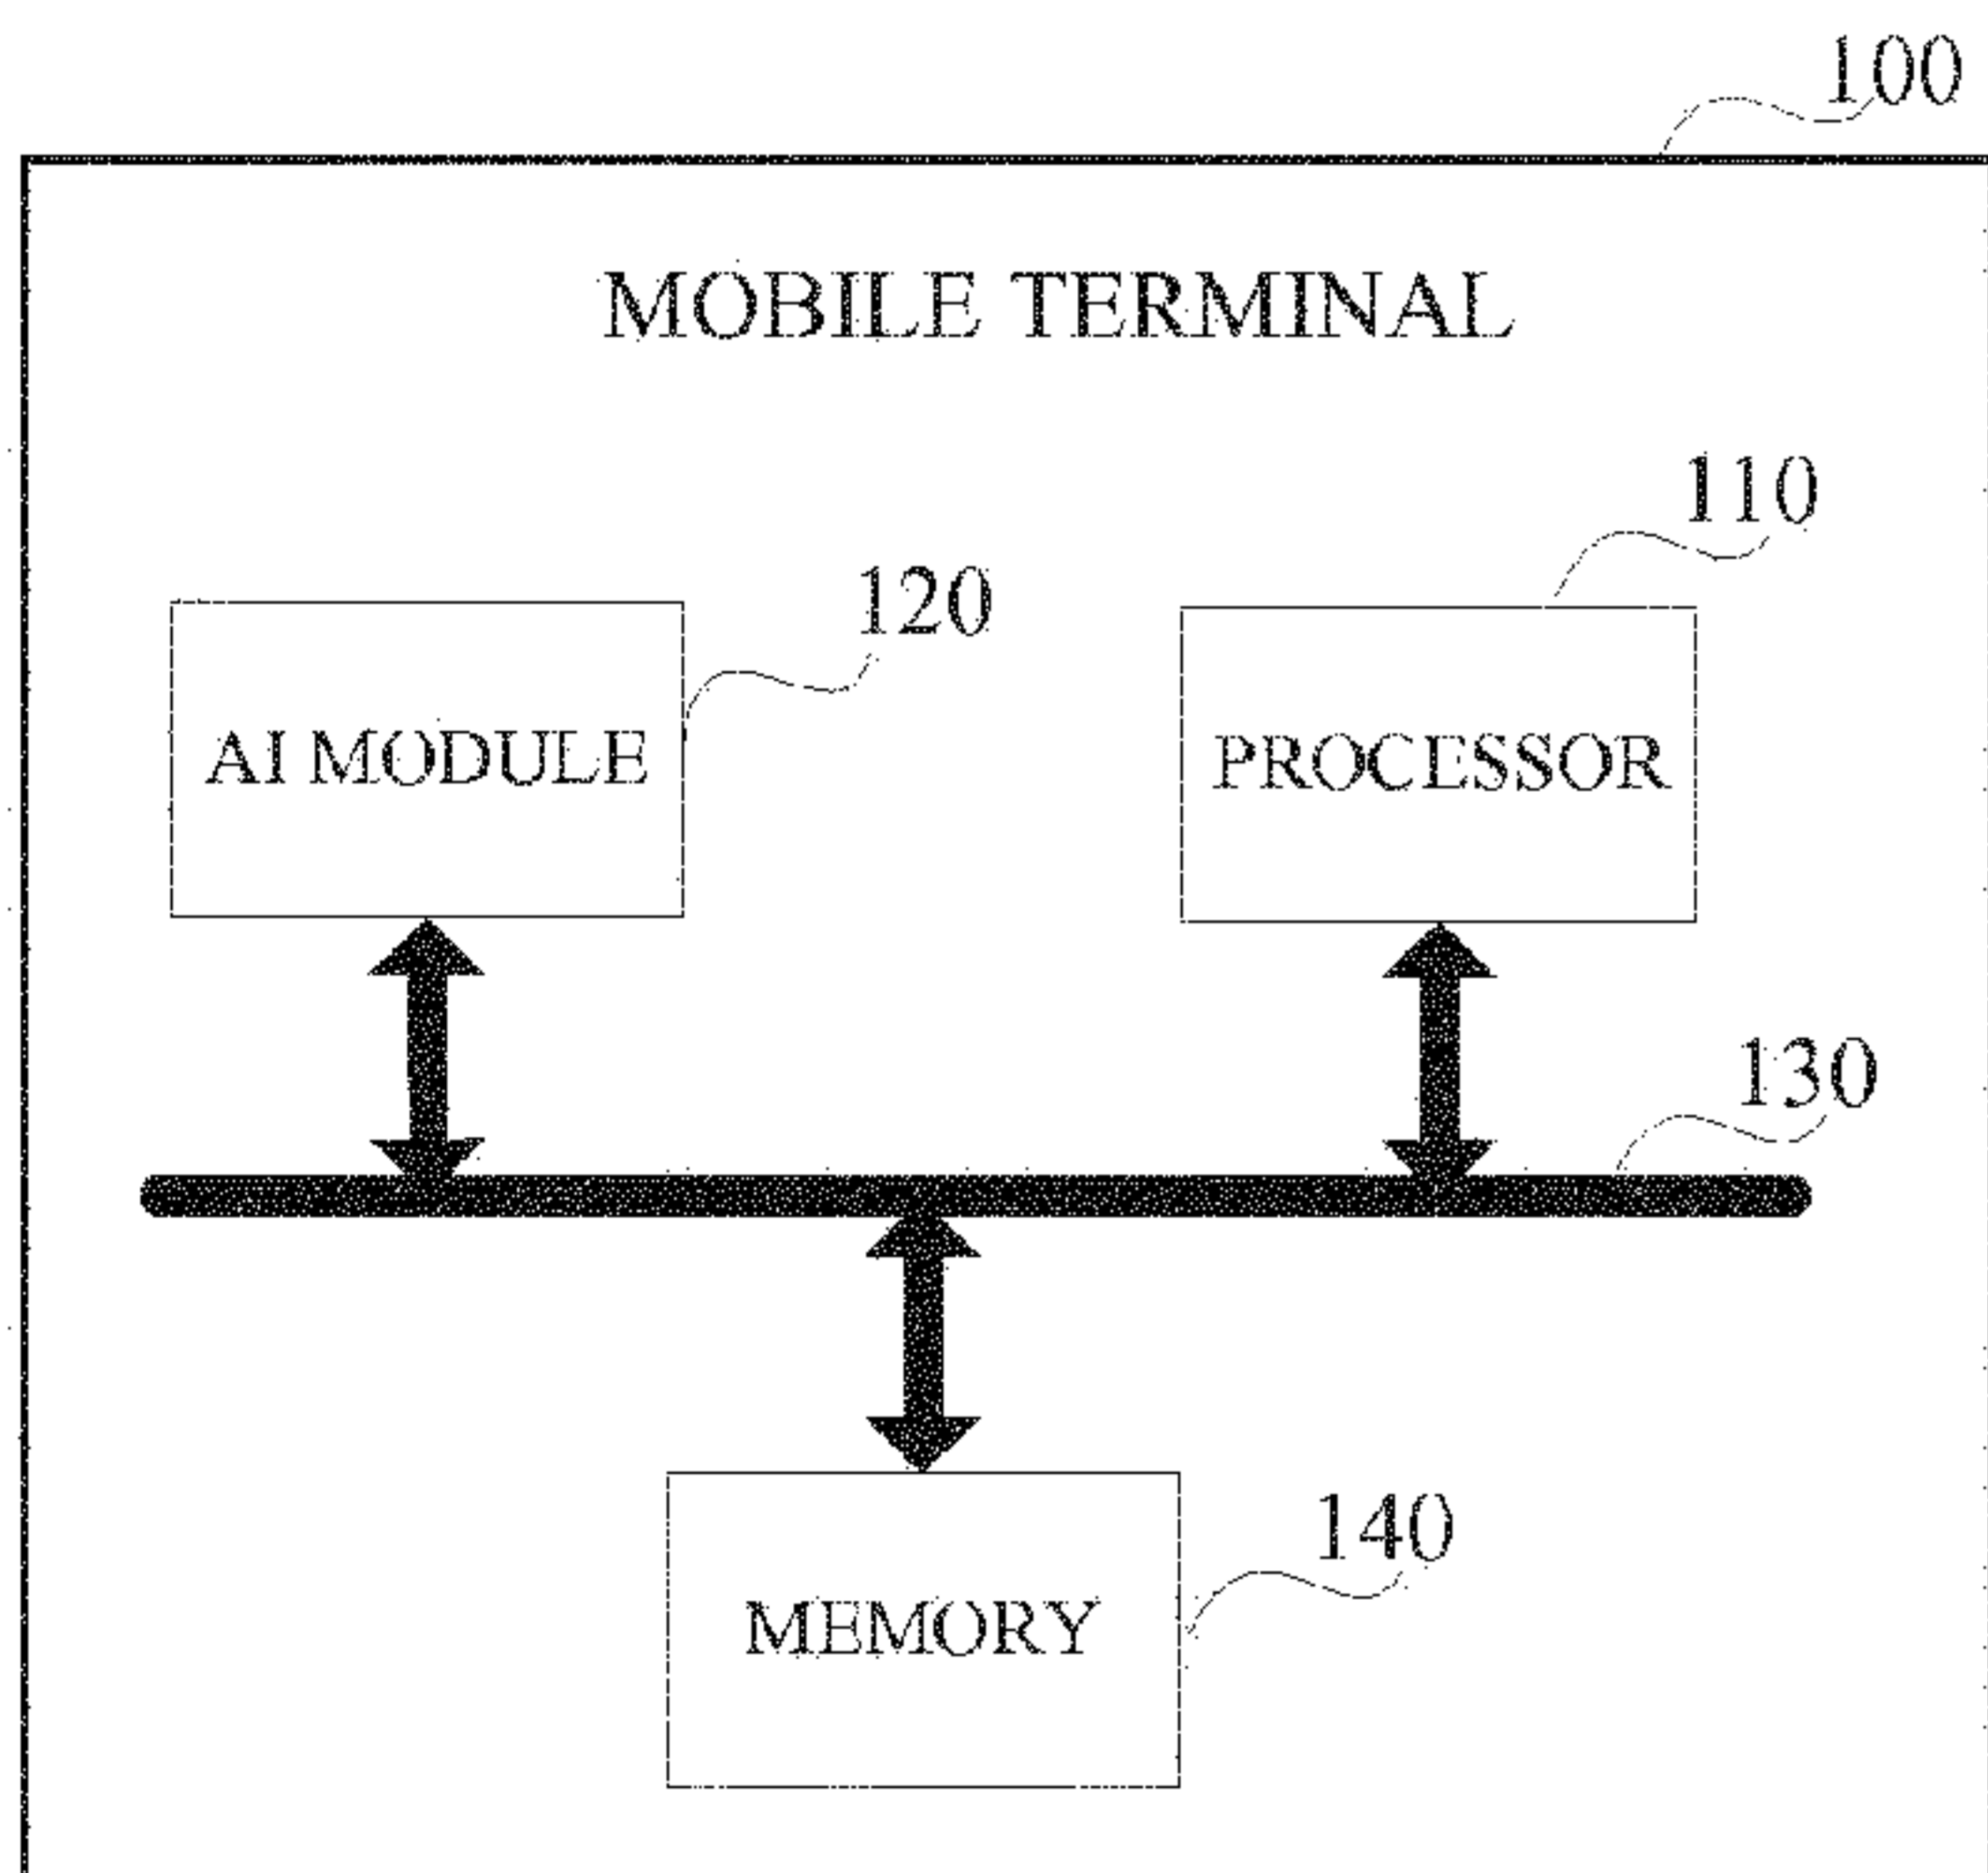 100
MOBILE TERMINAL
110
120
AI MODULE
PROCESSOR
130
140
MEMORY